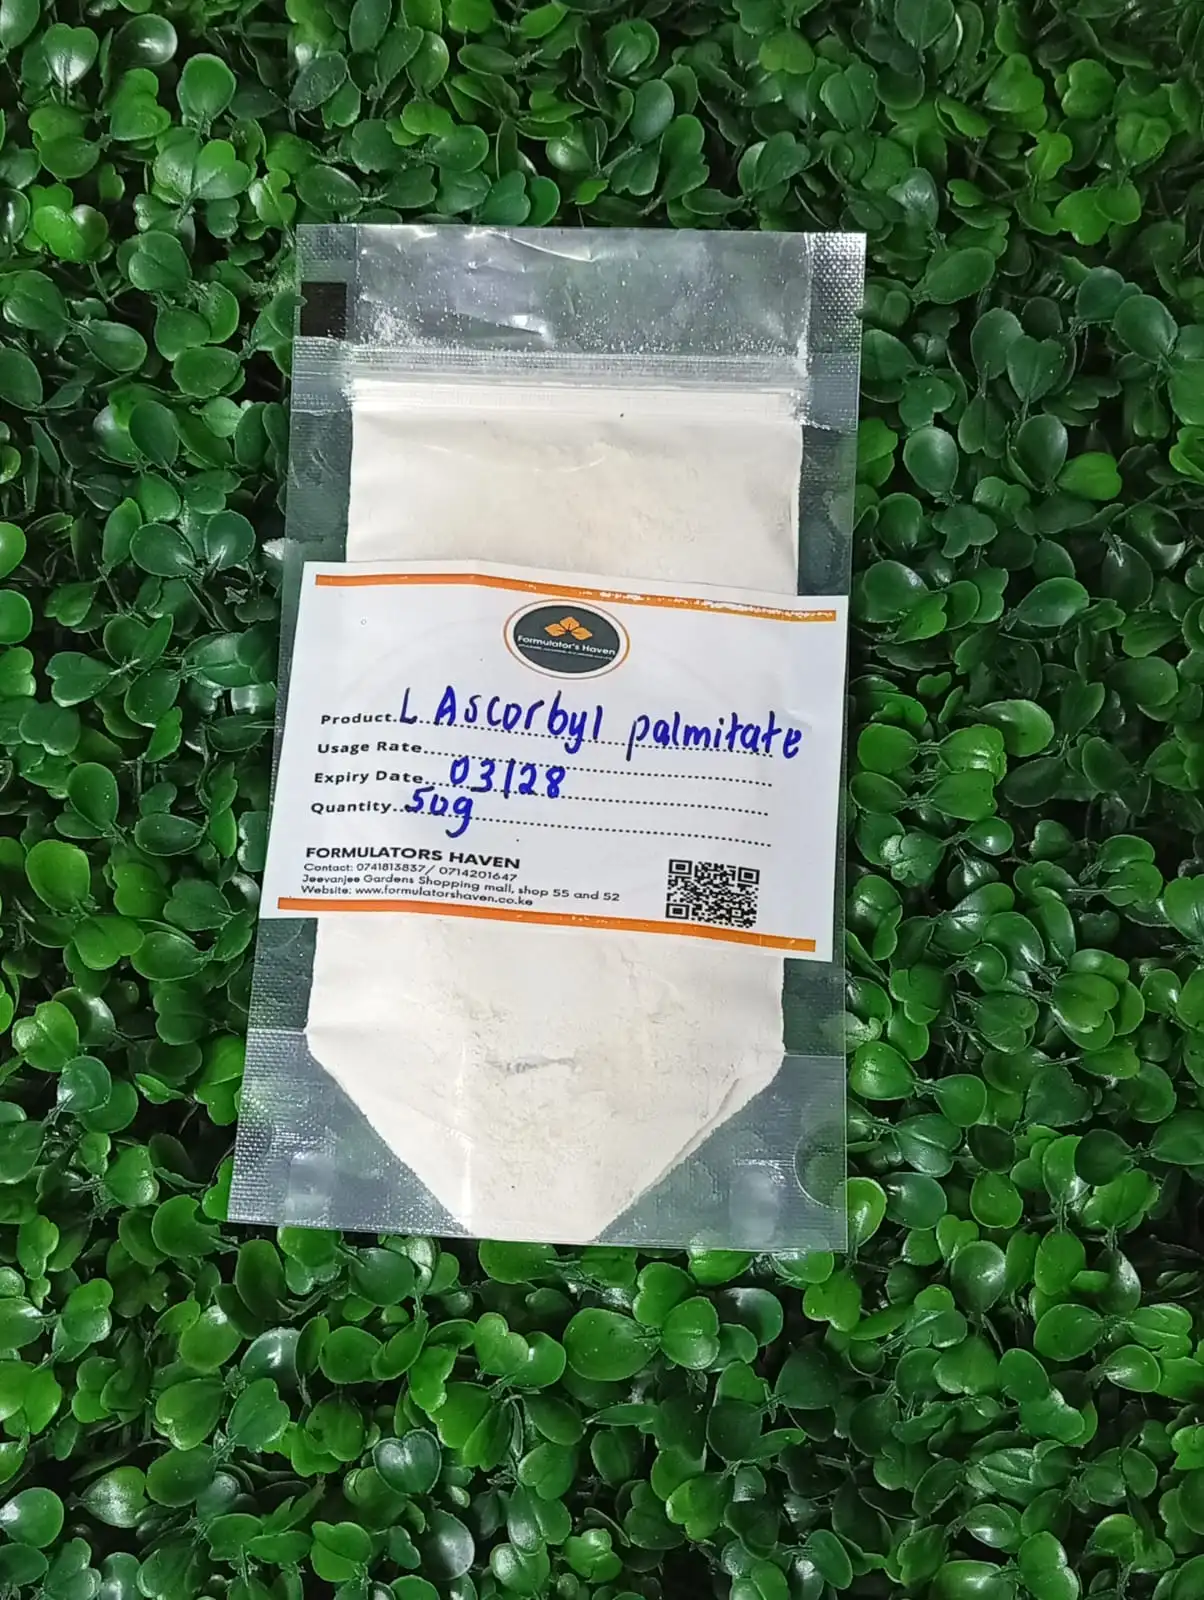 Formulator's Haven
Product..L Ascorbyl palmitate
Usage Rate
Expiry Date..03/28
Quantity..50g
FORMULATORS HAVEN
Contact: 0741813837/ 0714201647
Jeevanjee Gardens Shopping mall, shop 55 and 52
Website: www.formulatorshaven.co.ke